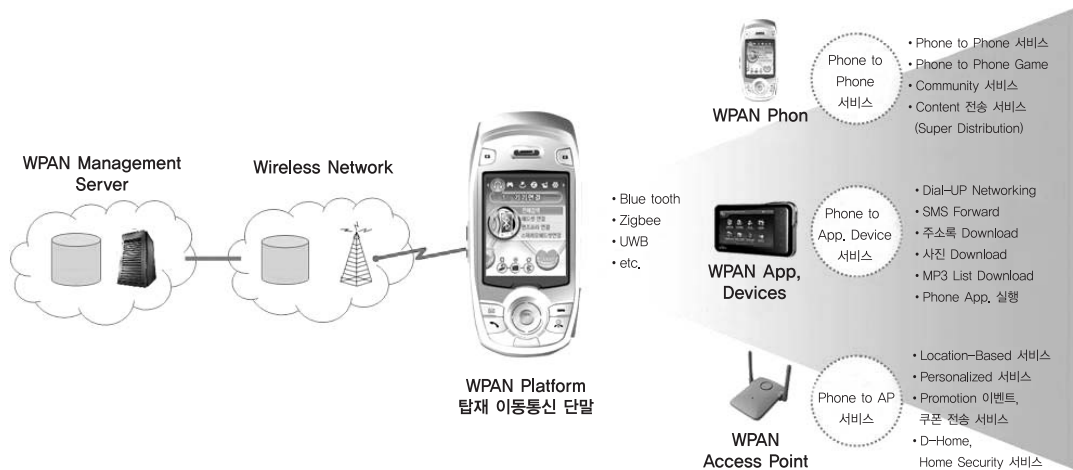 WPAN Management
Server
Wireless Network
WPAN Platform
탑재 이동통신 단말
• Blue tooth
• Zigbee
• UWB
• etc.
WPAN Phon
Phone to
Phone
서비스
• Phone to Phone 서비스
• Phone to Phone Game
• Community 서비스
• Content 전송 서비스
(Super Distribution)
WPAN App,
Devices
Phone to
App. Device
서비스
• Dial-UP Networking
• SMS Forward
• 주소록 Download
• 사진 Download
• MP3 List Download
• Phone App. 실행
WPAN
Access Point
Phone to AP
서비스
• Location-Based 서비스
• Personalized 서비스
• Promotion 이벤트,
쿠폰 전송 서비스
• D-Home,
Home Security 서비스